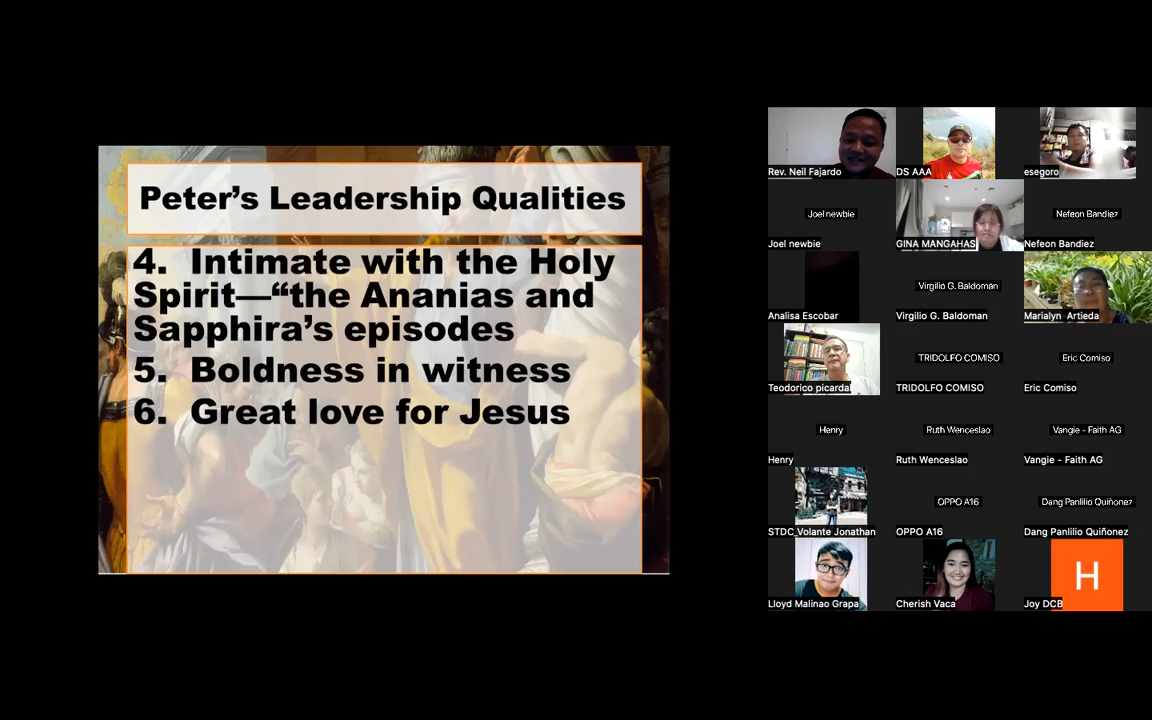 Peter’s Leadership Qualities
4. Intimate with the Holy
Spirit—“the Ananias and
Sapphira’s episodes
5. Boldness in witness
6. Great love for Jesus
Rev. Neil Fajardo
DS AAA
esegoro
Joel newbie
Joel newbie
GINA MANGAHAS
Nefeon Bandiez
Nefeon Bandiez
Analisa Escobar
Virgilio G. Baldoman
Virgilio G. Baldoman
Marialyn Artieda
Teodorico picardal
TRIDOLFO COMISO
TRIDOLFO COMISO
Eric Comiso
Eric Comiso
Henry
Henry
Ruth Wenceslao
Ruth Wenceslao
Vangie - Faith AG
Vangie - Faith AG
STDC_Volante Jonathan
OPPO A16
OPPO A16
Dang Panlilio Quiñonez
Dang Panlilio Quiñonez
Lloyd Malinao Grapa
Cherish Vaca
H
Joy DCB